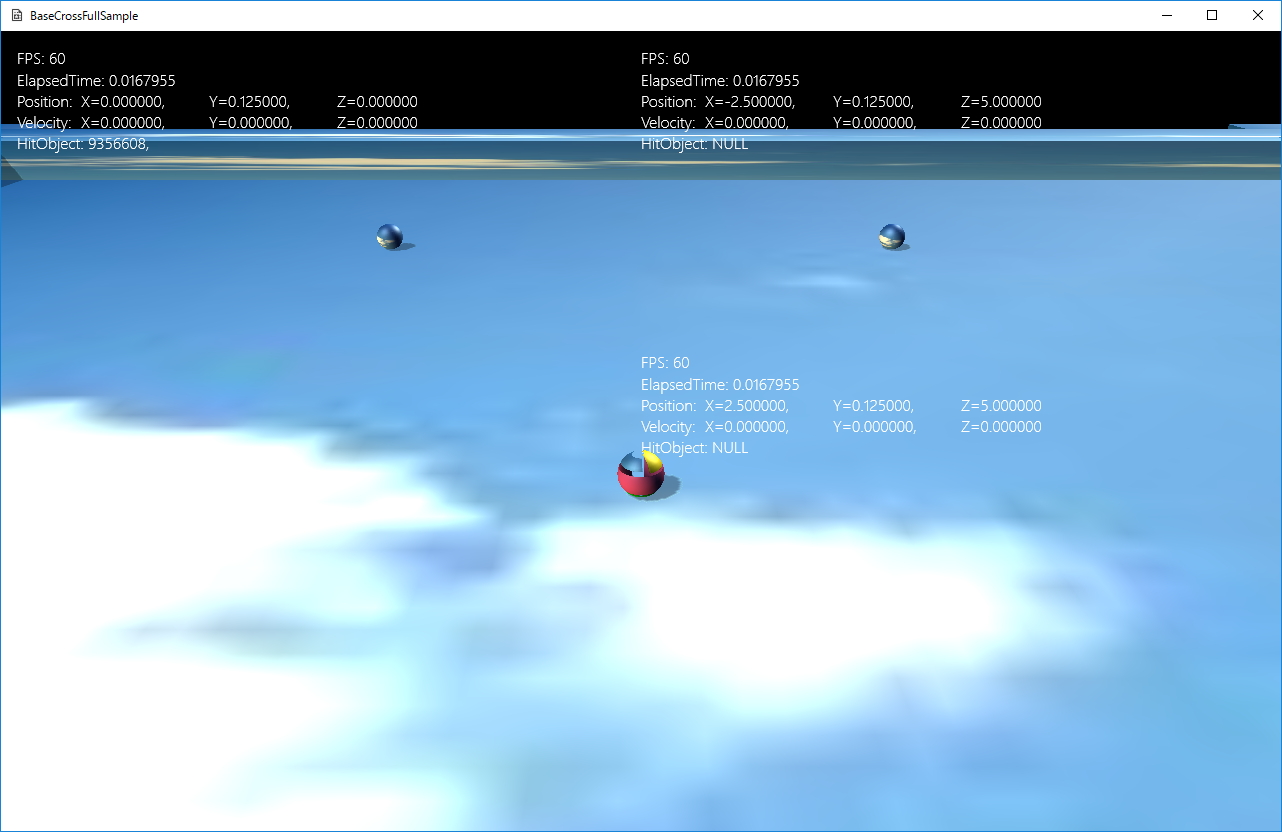 BaseCrossFullSample
FPS: 60
ElapsedTime: 0.0167955
Position: X=0.000000, Y=0.125000, Z=0.000000
Velocity: X=0.000000, Y=0.000000, Z=0.000000
HitObject: 9356608,
FPS: 60
ElapsedTime: 0.0167955
Position: X=-2.500000, Y=0.125000, Z=5.000000
Velocity: X=0.000000, Y=0.000000, Z=0.000000
HitObject: NULL
FPS: 60
ElapsedTime: 0.0167955
Position: X=2.500000, Y=0.125000, Z=5.000000
Velocity: X=0.000000, Y=0.000000, Z=0.000000
HitObject: NULL